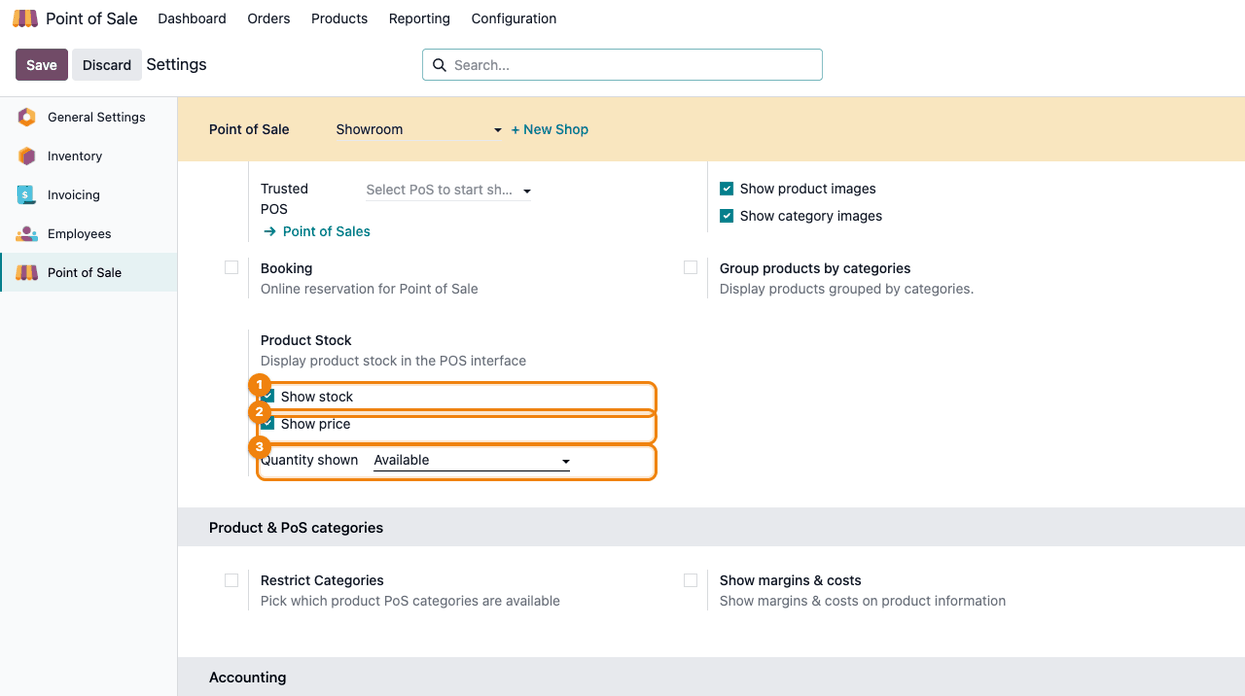 Point of Sale Dashboard Orders Products Reporting Configuration
Save Discard Settings Search...
General Settings
Inventory
Invoicing
Employees
Point of Sale
Point of Sale Showroom + New Shop
Trusted POS Select PoS to start sh...
→ Point of Sales
Show product images
Show category images
Booking
Online reservation for Point of Sale
Group products by categories
Display products grouped by categories.
Product Stock
Display product stock in the POS interface
1 Show stock
2 Show price
3 Quantity shown Available
Product & PoS categories
Restrict Categories
Pick which product PoS categories are available
Show margins & costs
Show margins & costs on product information
Accounting